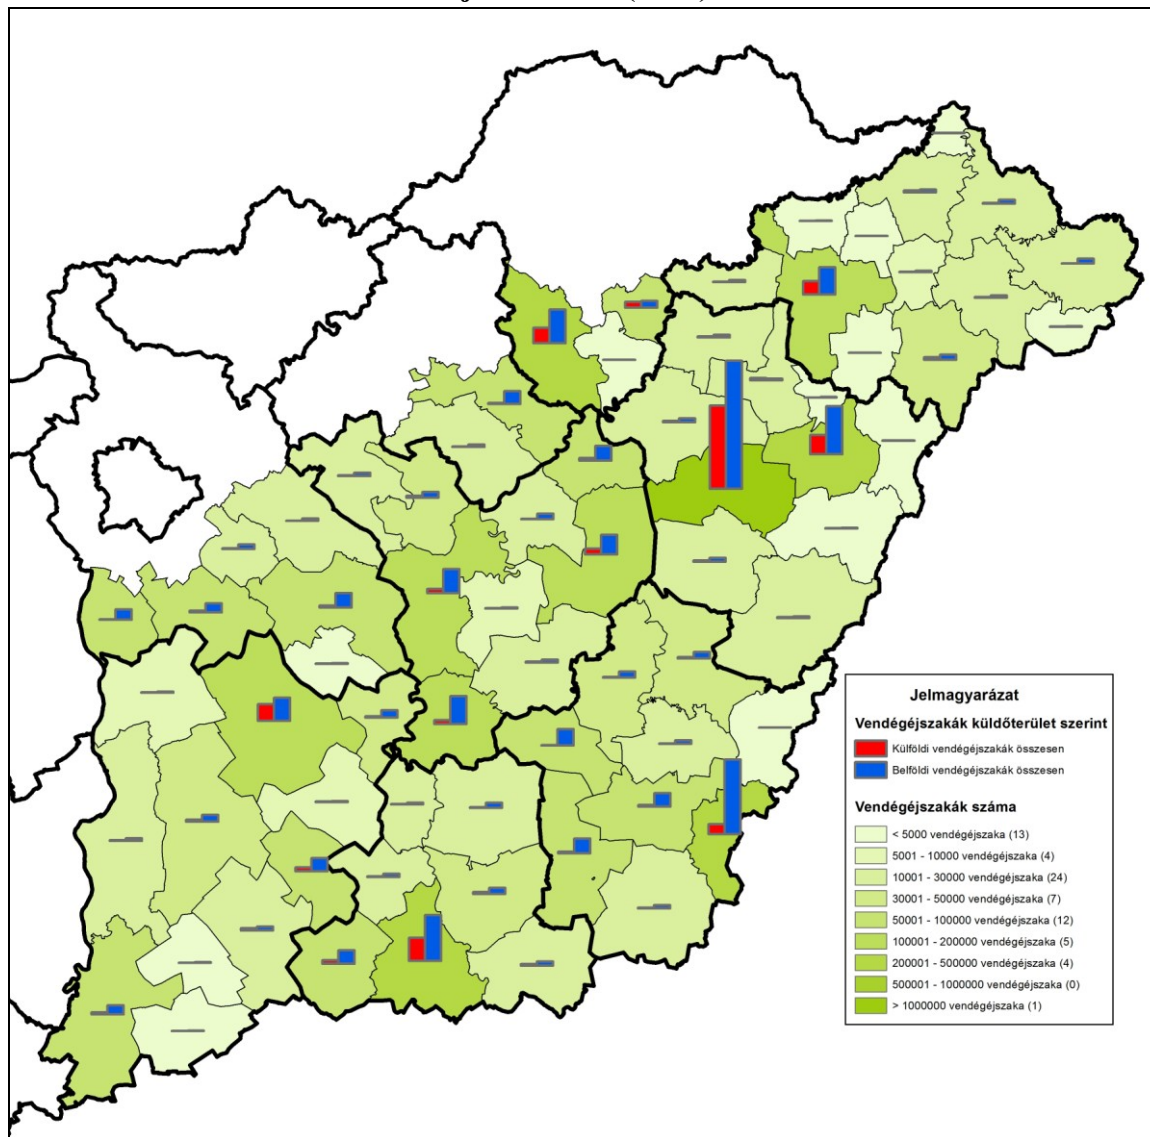 Jelmagyarázat
Vendégéjszakák küldőterület szerint
Külföldi vendégéjszakák összesen
Belföldi vendégéjszakák összesen
Vendégéjszakák száma
< 5000 vendégéjszaka (13)
5001 - 10000 vendégéjszaka (4)
10001 - 30000 vendégéjszaka (24)
30001 - 50000 vendégéjszaka (7)
50001 - 100000 vendégéjszaka (12)
100001 - 200000 vendégéjszaka (5)
200001 - 500000 vendégéjszaka (4)
500001 - 1000000 vendégéjszaka (0)
> 1000000 vendégéjszaka (1)